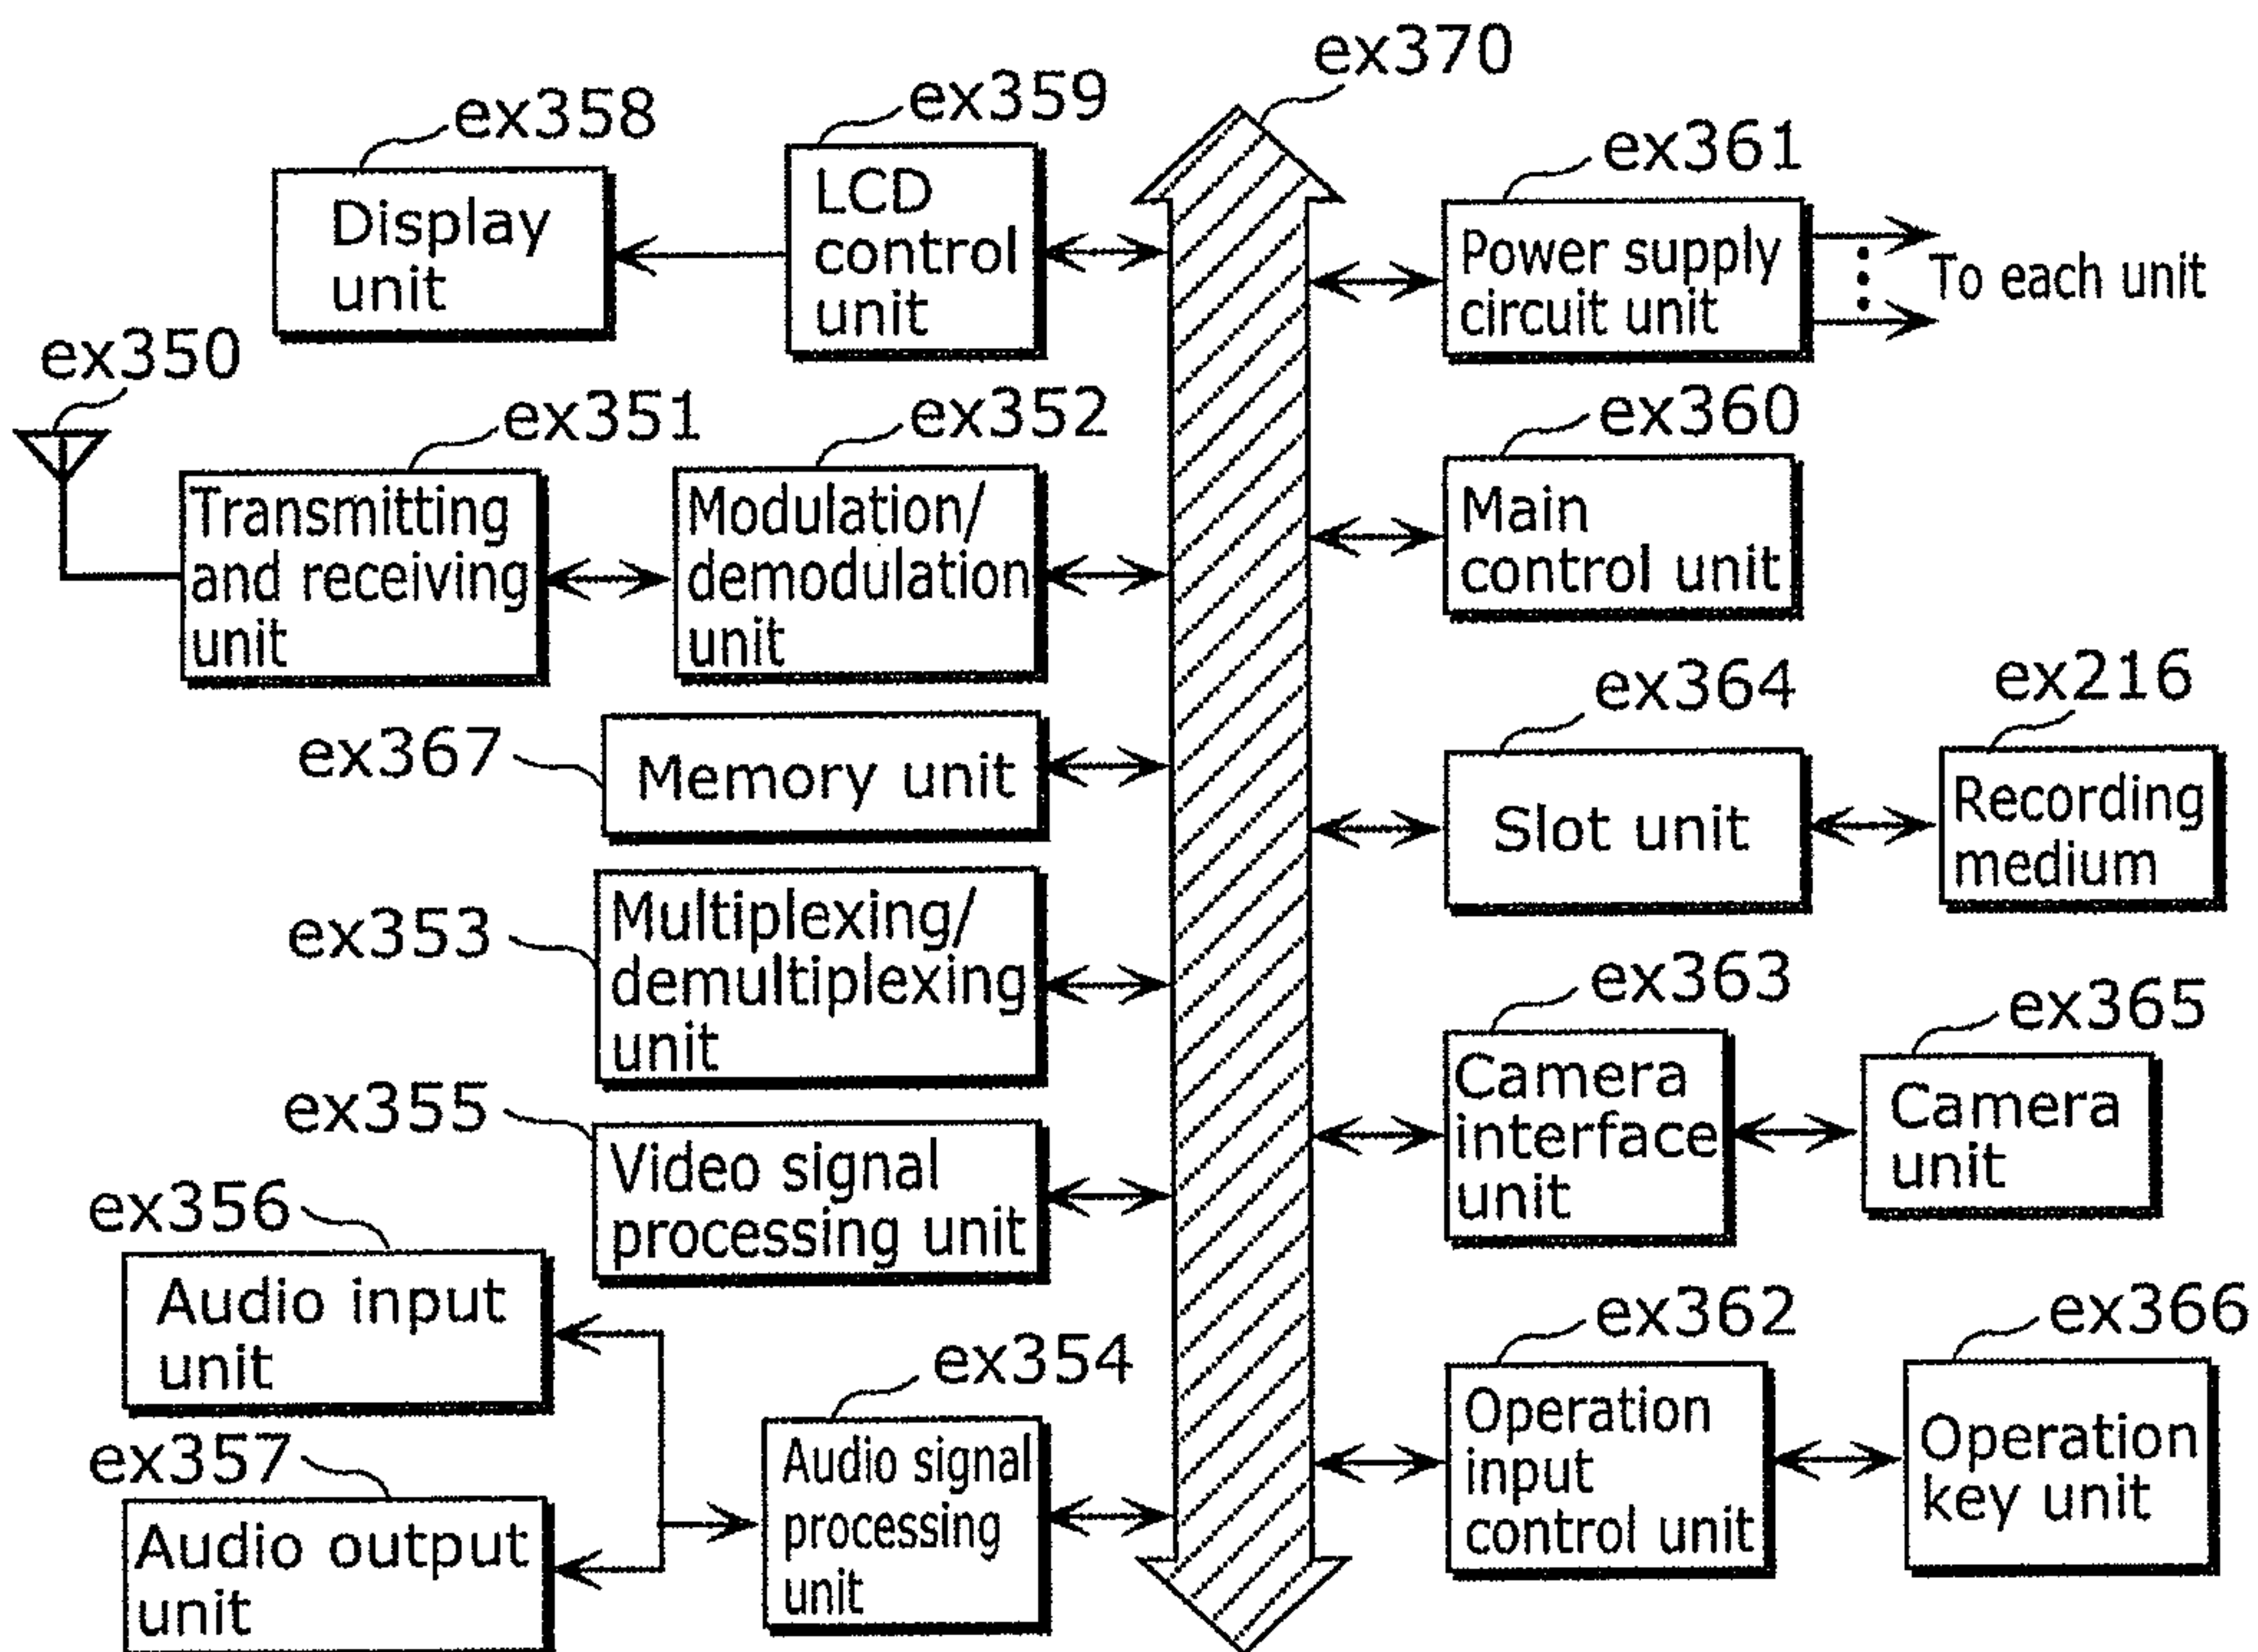 ex370
ex358
ex359
ex361
Display
unit
LCD
control
unit
Power supply
circuit unit
To each unit
ex350
ex351
ex352
ex360
Transmitting
and receiving
unit
Modulation/
demodulation
unit
Main
control unit
ex367
Memory unit
ex364
ex216
Slot unit
Recording
medium
ex353
Multiplexing/
demultiplexing
unit
ex363
ex365
Camera
interface
unit
Camera
unit
ex355
Video signal
processing unit
ex356
Audio input
unit
ex354
ex362
ex366
ex357
Audio output
unit
Audio signal
processing
unit
Operation
input
control unit
Operation
key unit